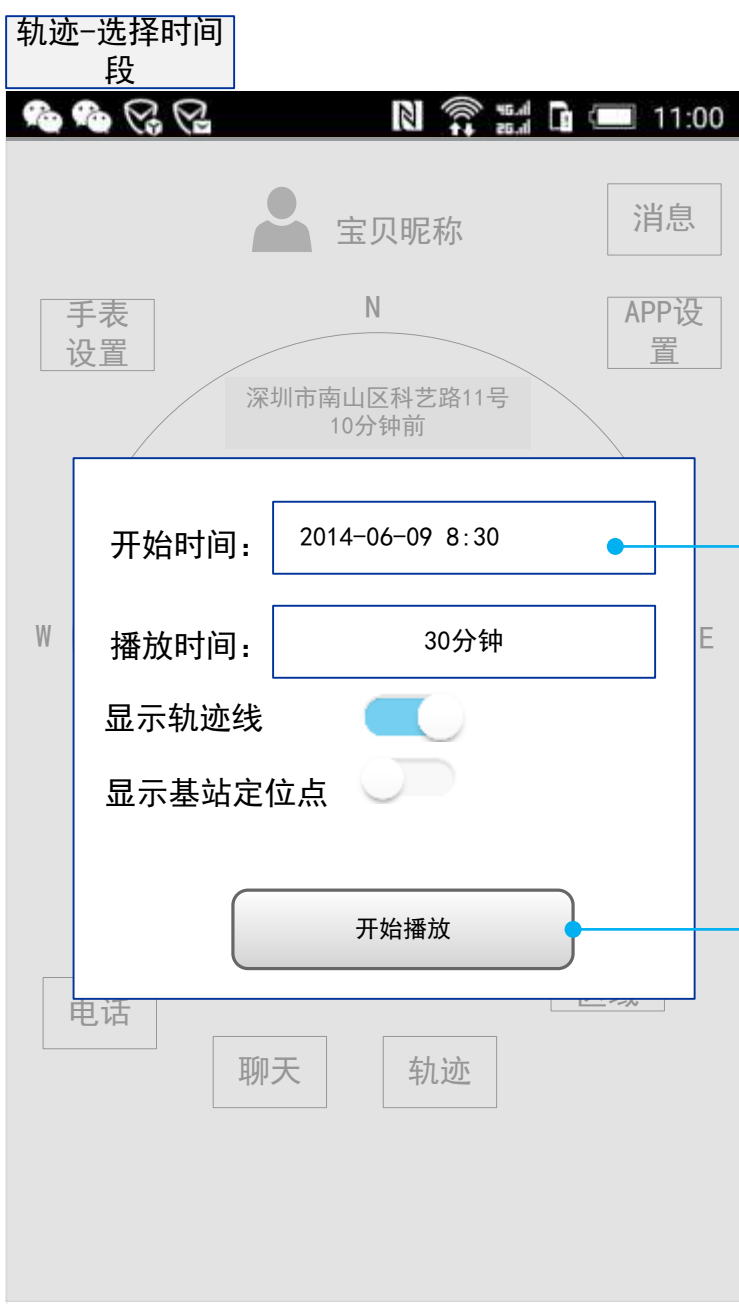 轨迹-选择时间
段
4G
2G
11:00
宝贝昵称
消息
手表
设置
N
APP设
置
深圳市南山区科艺路11号
10分钟前
开始时间：
2014-06-09 8:30
W
播放时间：
30分钟
E
显示轨迹线
显示基站定位点
开始播放
电话
区域
聊天
轨迹